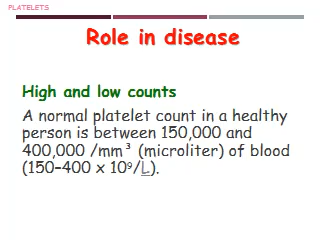 PLATELETS
Role in disease
High and low counts
A normal platelet count in a healthy
person is between 150,000 and
400,000 /mm³ (microliter) of blood
(150–400 x 10⁹/L).